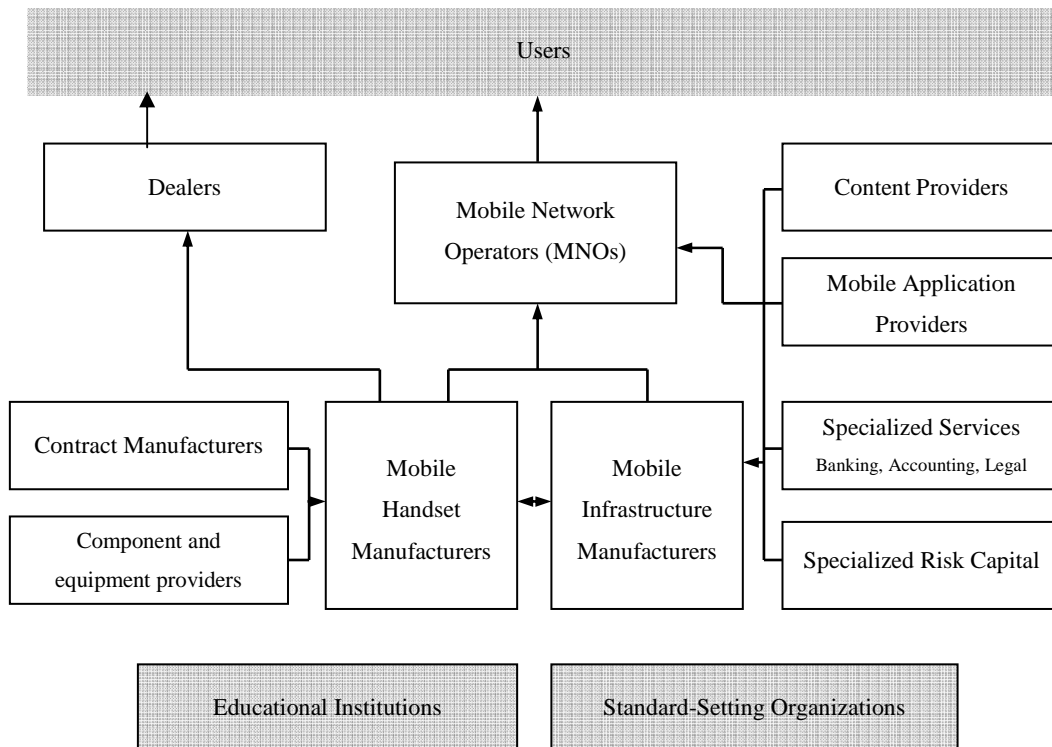 Users
Dealers
Mobile Network
Operators (MNOs)
Content Providers
Mobile Application
Providers
Contract Manufacturers
Component and
equipment providers
Mobile
Handset
Manufacturers
Mobile
Infrastructure
Manufacturers
Specialized Services
Banking, Accounting, Legal
Specialized Risk Capital
Educational Institutions
Standard-Setting Organizations